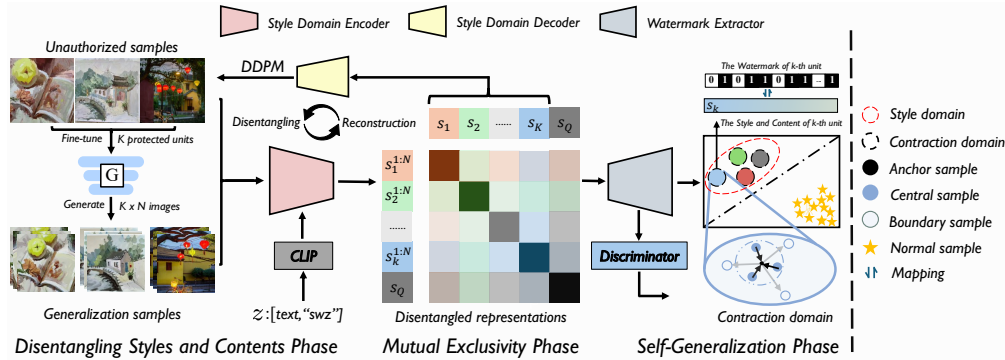 Style Domain Encoder
Style Domain Decoder
Watermark Extractor
Unauthorized samples
DDPM
Fine-tune
K protected units
G
Generate
K x N images
Generalization samples
Disentangling
Reconstruction
CLIP
z:[text,“swz”]
s1 s2 ...... sK sQ
s1^1:N
s2^1:N
......
sk^1:N
sQ
Disentangled representations
Discriminator
The Watermark of k-th unit
0 1 0 1 1 0 1 1 ... 1
sk
The Style and Content of k-th unit
Contraction domain
Style domain
Contraction domain
Anchor sample
Central sample
Boundary sample
Normal sample
Mapping
Disentangling Styles and Contents Phase
Mutual Exclusivity Phase
Self-Generalization Phase